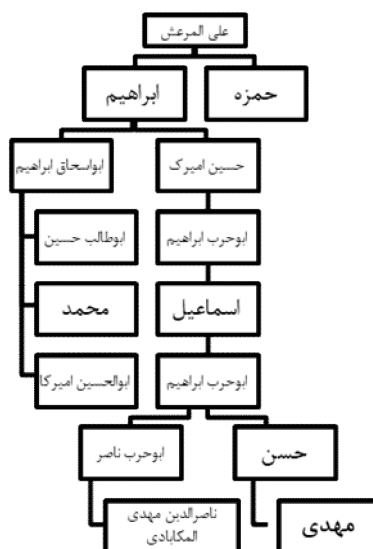 علی المرعش
حمزه
ابراهیم
حسین امیرک
ابواسحاق ابراهیم
ابوحرب ابراهیم
ابوطالب حسین
اسماعیل
محمد
ابوحرب ابراهیم
ابوالحسین امیرکا
حسن
ابوحرب ناصر
مهدی
ناصرالدین مهدی
المکابادی